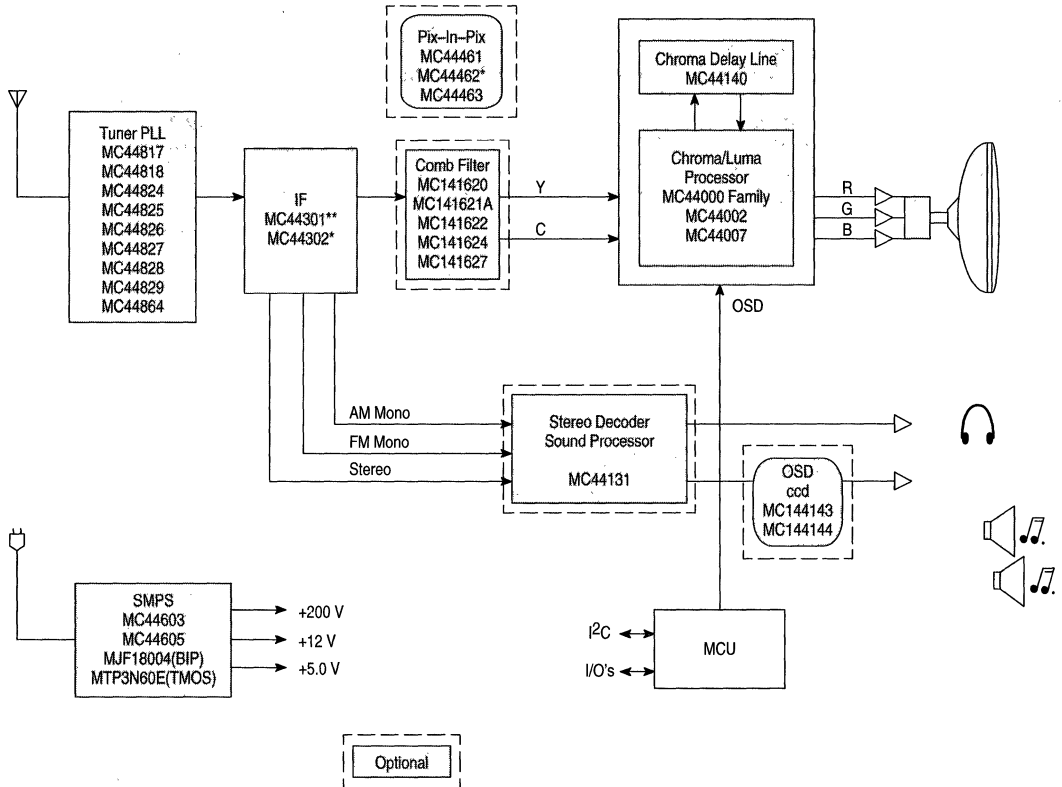 Pix–In–Pix
MC44461
MC44462*
MC44463
Chroma Delay Line
MC44140
Tuner PLL
MC44817
MC44818
MC44824
MC44825
MC44826
MC44827
MC44828
MC44829
MC44864
IF
MC44301**
MC44302*
Comb Filter
MC141620
MC141621A
MC141622
MC141624
MC141627
Y
C
Chroma/Luma
Processor
MC44000 Family
MC44002
MC44007
R
G
B
OSD
AM Mono
FM Mono
Stereo
Stereo Decoder
Sound Processor
MC44131
OSD
ccd
MC144143
MC144144
SMPS
MC44603
MC44605
MJF18004(BIP)
MTP3N60E(TMOS)
+200 V
+12 V
+5.0 V
I²C
I/O's
MCU
Optional